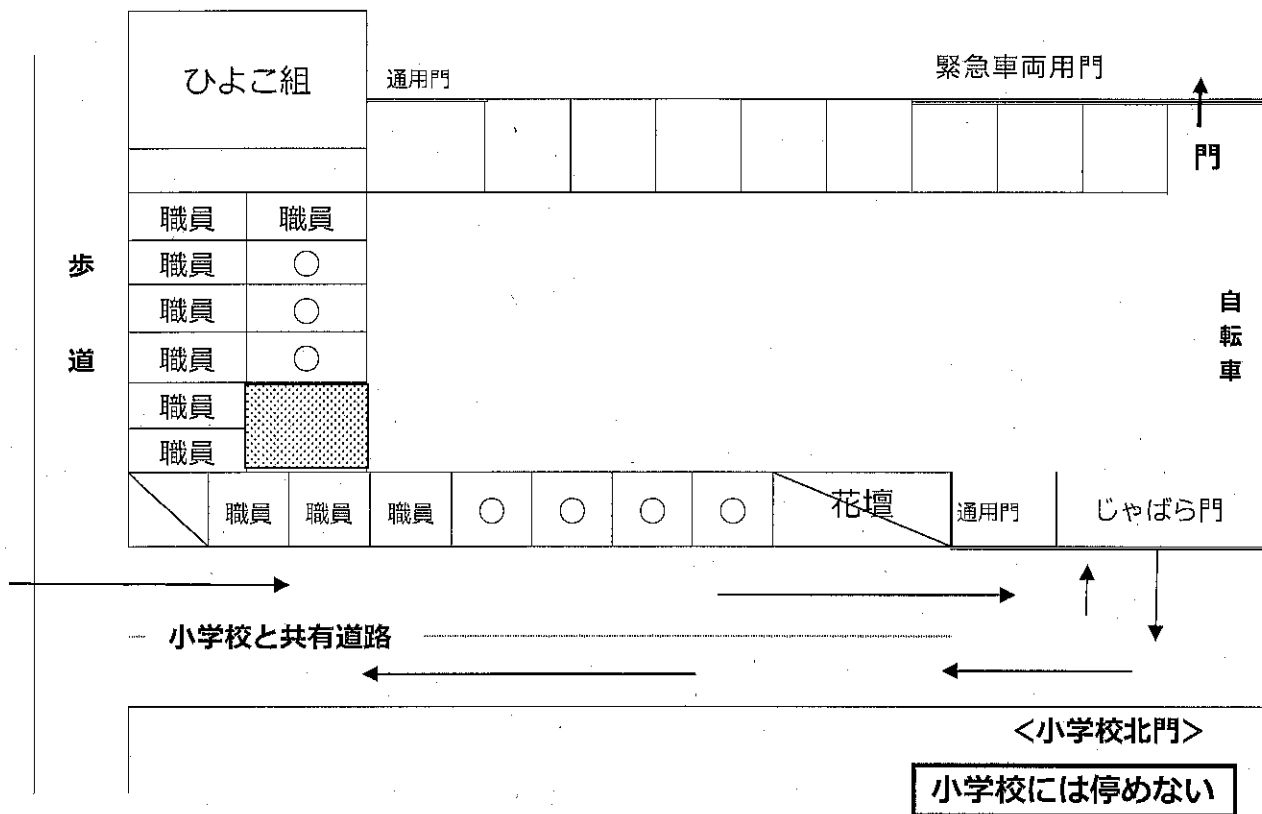 ひよこ組
通用門
緊急車両用門
門
職員 職員
職員 ○
職員 ○
職員 ○
職員
職員
歩道
自転車
職員 職員 職員 ○ ○ ○ ○ 花壇 通用門 じゃばら門
小学校と共有道路
<小学校北門>
小学校には停めない